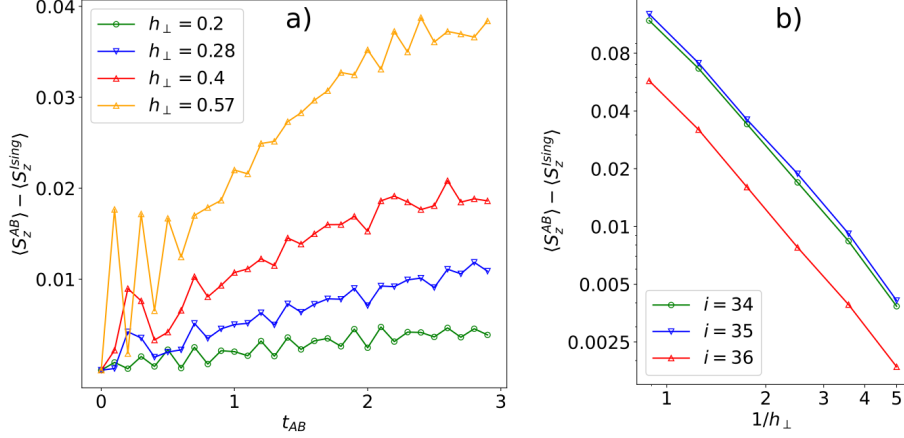 a)
h⊥ = 0.2
h⊥ = 0.28
h⊥ = 0.4
h⊥ = 0.57
0.04
0.03
0.02
0.01
0.00
⟨S_z^{AB}⟩ − ⟨S_z^{Ising}⟩
0 1 2 3
t_{AB}
b)
0.08
0.04
0.02
0.01
0.005
0.0025
⟨S_z^{AB}⟩ − ⟨S_z^{Ising}⟩
i = 34
i = 35
i = 36
1 2 3 4 5
1/h⊥